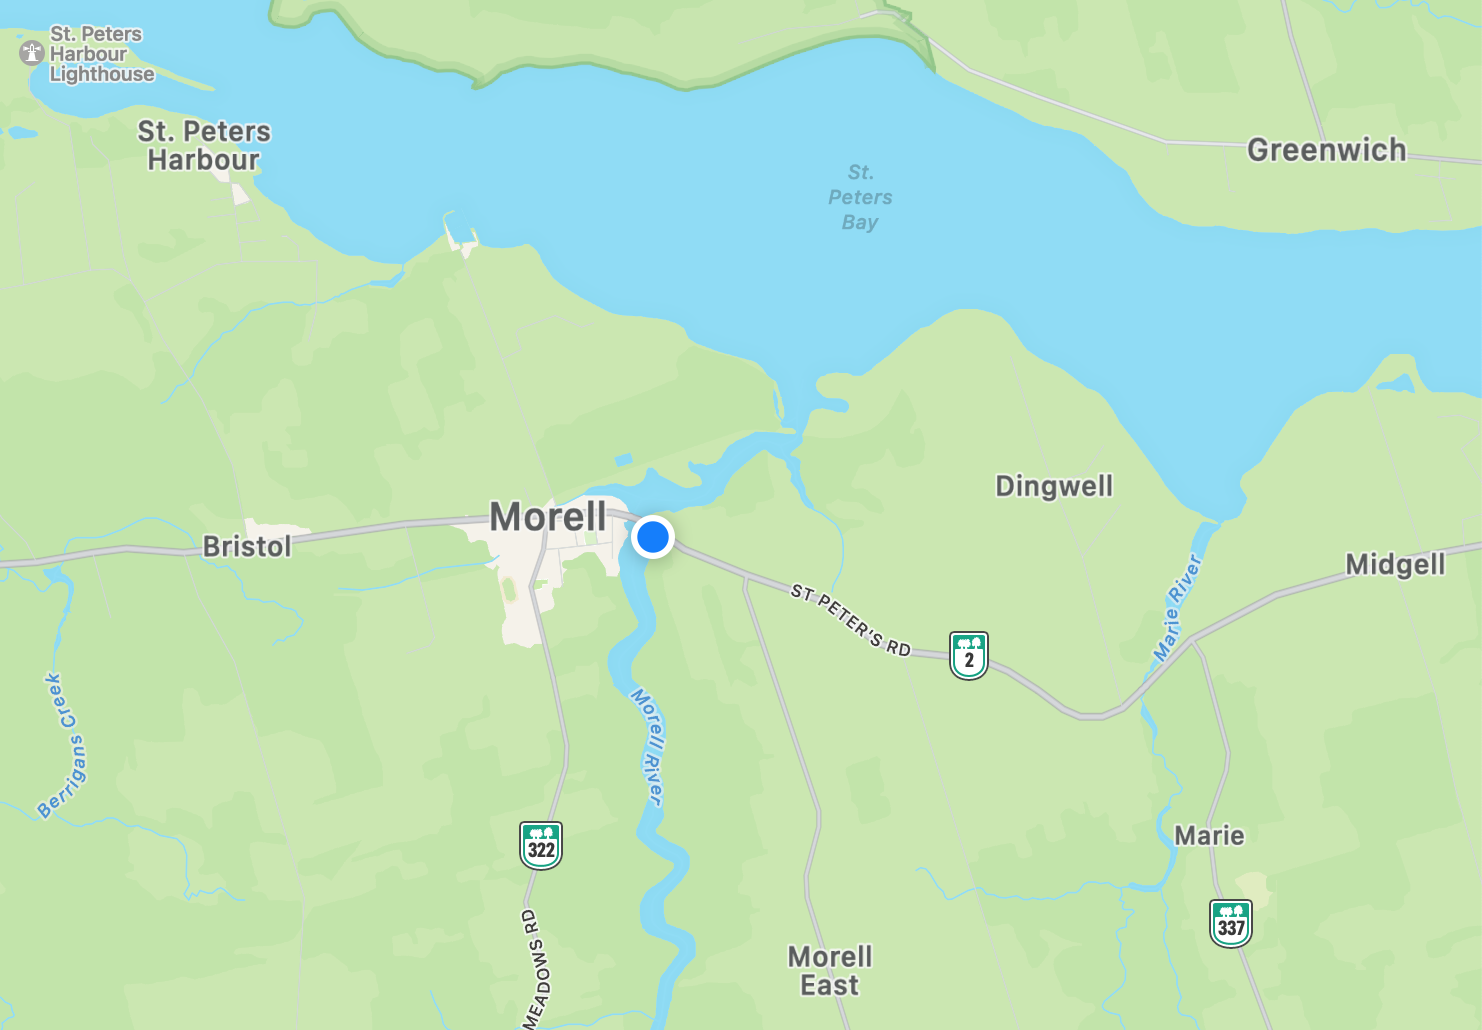 St. Peters
Harbour
Lighthouse
St. Peters
Harbour
Greenwich
St.
Peters
Bay
Dingwell
Morell
Bristol
Midgell
ST PETER'S RD
Marie River
2
Berrigans Creek
Morell River
322
Marie
MEADOWS RD
337
Morell
East